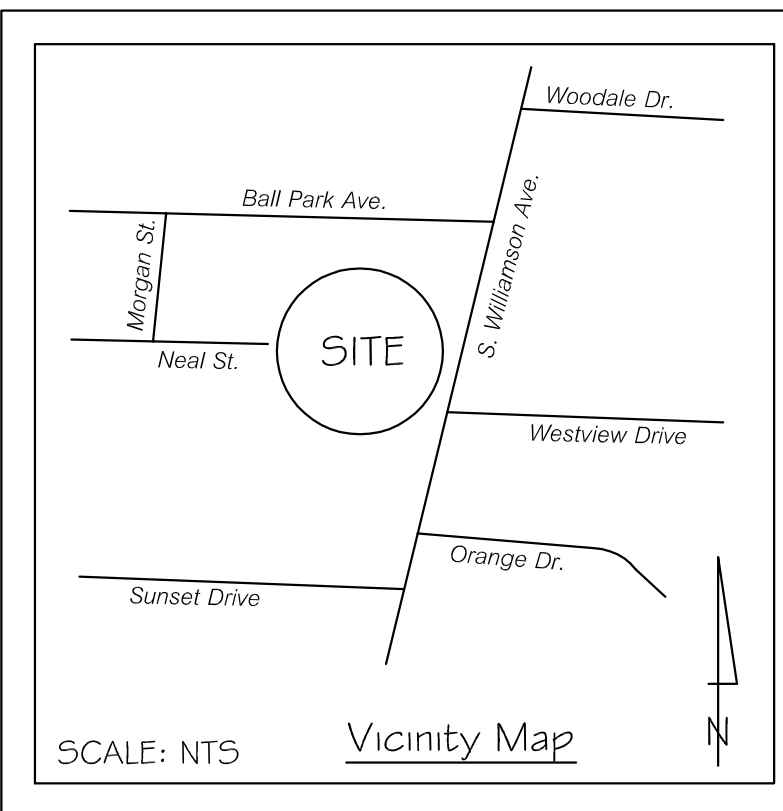 Woodale Dr.
Ball Park Ave.
Morgan St.
S. Williamson Ave.
SITE
Neal St.
Westview Drive
Orange Dr.
Sunset Drive
SCALE: NTS
Vicinity Map
N